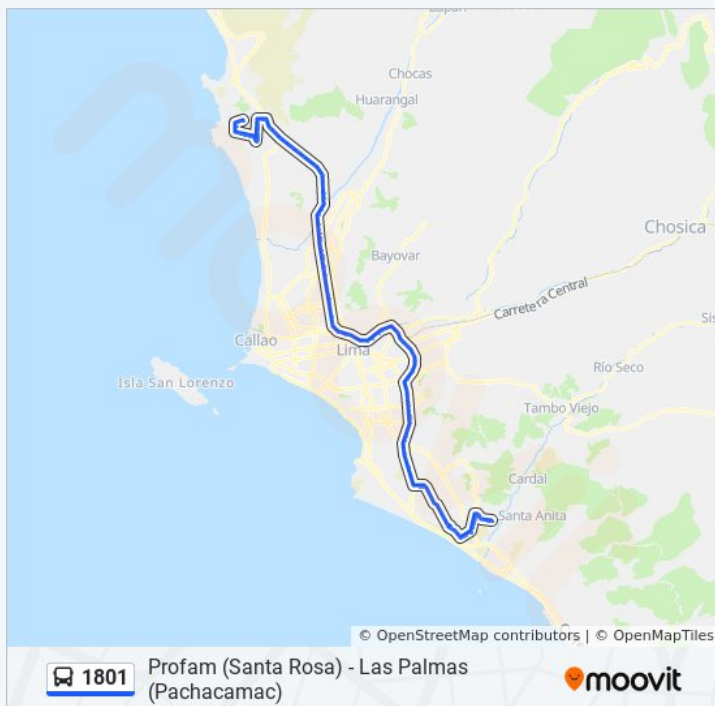 Chocas
Huarangal
Chosica
Bayovar
Carretera Central
Callao
Lima
Isla San Lorenzo
Río Seco
Tambo Viejo
Cardal
Santa Anita
© OpenStreetMap contributors | © OpenMapTiles
1801
Profam (Santa Rosa) - Las Palmas
(Pachacamac)
moovit